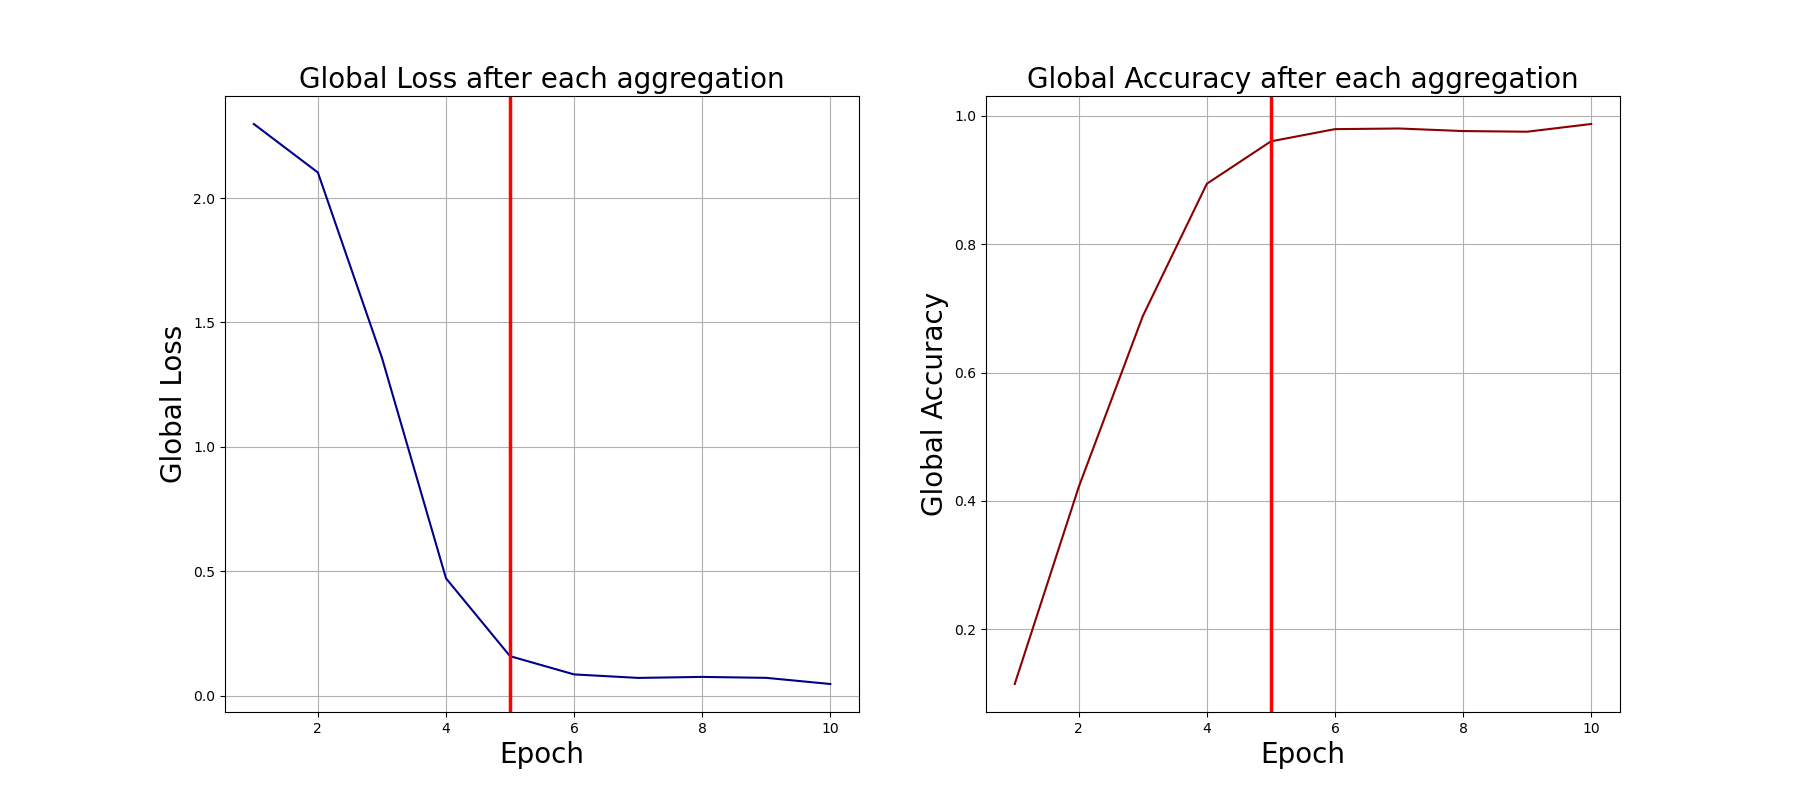 Global Loss after each aggregation
Global Loss
2.0
1.5
1.0
0.5
0.0
2 4 6 8 10
Epoch
Global Accuracy after each aggregation
Global Accuracy
1.0
0.8
0.6
0.4
0.2
2 4 6 8 10
Epoch